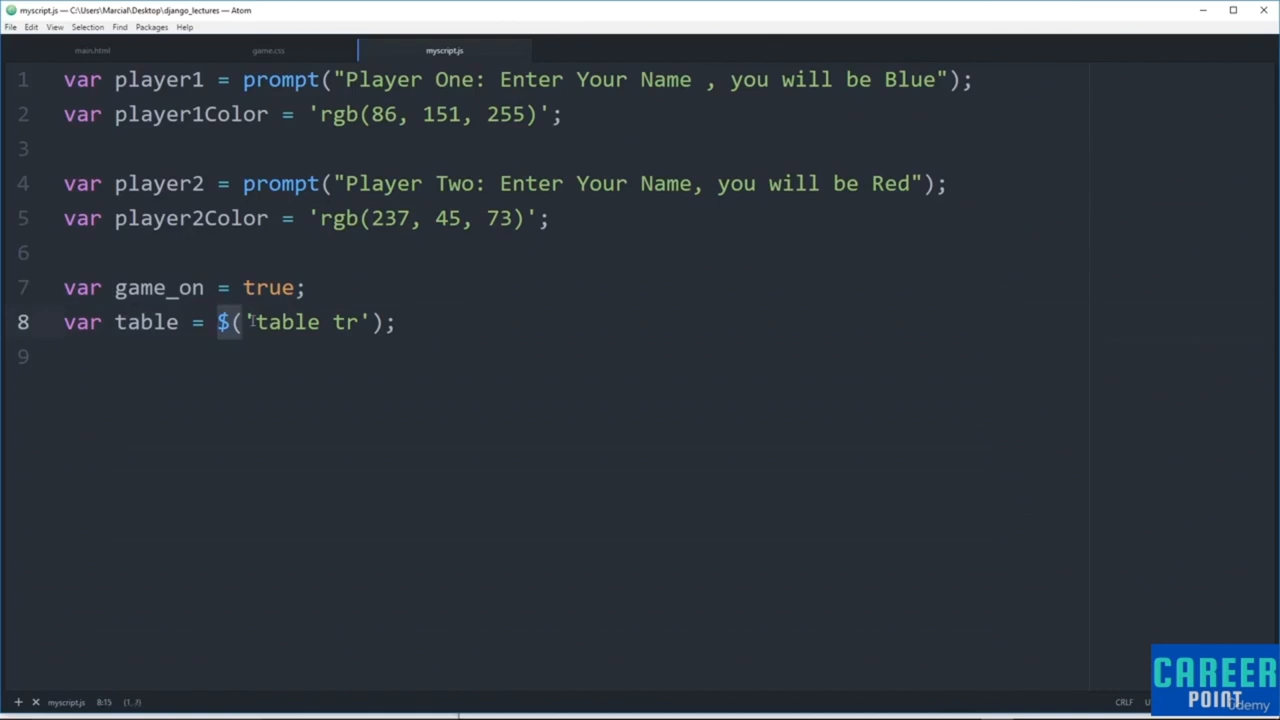 myscript.js — C:\Users\Marcial\Desktop\django_lectures — Atom
File Edit View Selection Find Packages Help
main.html game.css myscript.js
1 var player1 = prompt("Player One: Enter Your Name , you will be Blue");
2 var player1Color = 'rgb(86, 151, 255)';
3
4 var player2 = prompt("Player Two: Enter Your Name, you will be Red");
5 var player2Color = 'rgb(237, 45, 73)';
6
7 var game_on = true;
8 var table = $('table tr');
9
myscript.js 8:15 (1, 7) CRLF
CAREER
POINT
Udemy